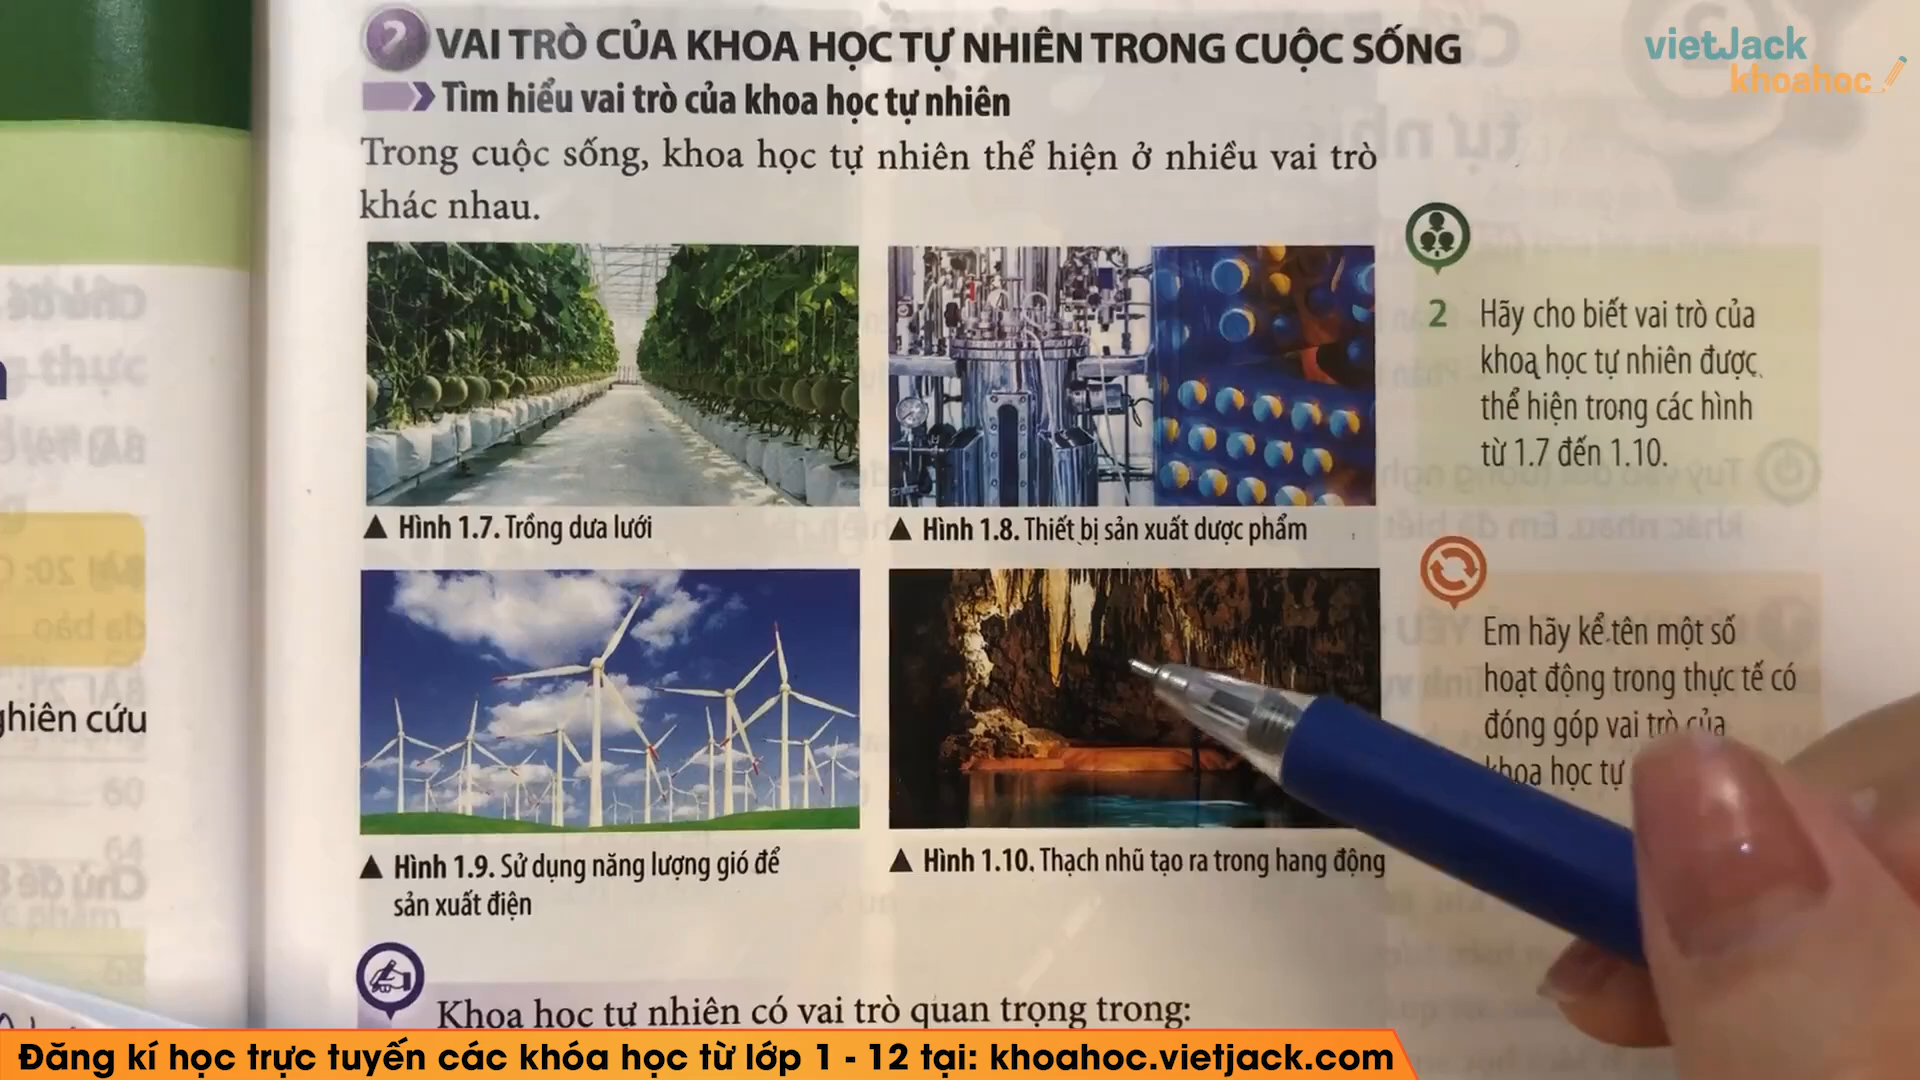 2 VAI TRÒ CỦA KHOA HỌC TỰ NHIÊN TRONG CUỘC SỐNG
Tìm hiểu vai trò của khoa học tự nhiên
Trong cuộc sống, khoa học tự nhiên thể hiện ở nhiều vai trò
khác nhau.
▲ Hình 1.7. Trồng dưa lưới
▲ Hình 1.8. Thiết bị sản xuất dược phẩm
▲ Hình 1.9. Sử dụng năng lượng gió để
sản xuất điện
▲ Hình 1.10. Thạch nhũ tạo ra trong hang động
Khoa học tự nhiên có vai trò quan trọng trong:
2 Hãy cho biết vai trò của
khoa học tự nhiên được
thể hiện trong các hình
từ 1.7 đến 1.10.
Em hãy kể tên một số
hoạt động trong thực tế có
đóng góp vai trò của
khoa học tự
ghiên cứu
vietJack
khoahoc
Đăng kí học trực tuyến các khóa học từ lớp 1 - 12 tại: khoahoc.vietjack.com